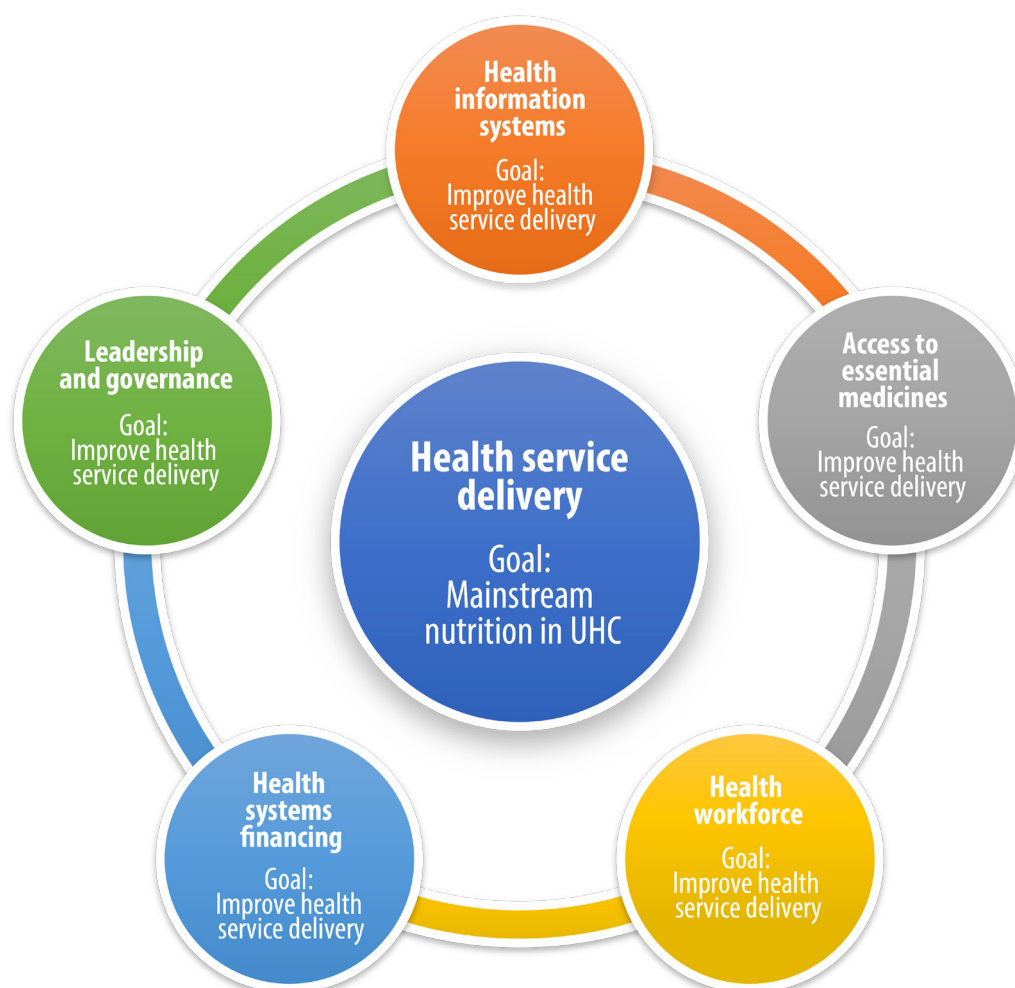 Health
information
systems
Goal:
Improve health
service delivery
Leadership
and governance
Goal:
Improve health
service delivery
Access to
essential
medicines
Goal:
Improve health
service delivery
Health service
delivery
Goal:
Mainstream
nutrition in UHC
Health
systems
financing
Goal:
Improve health
service delivery
Health
workforce
Goal:
Improve health
service delivery